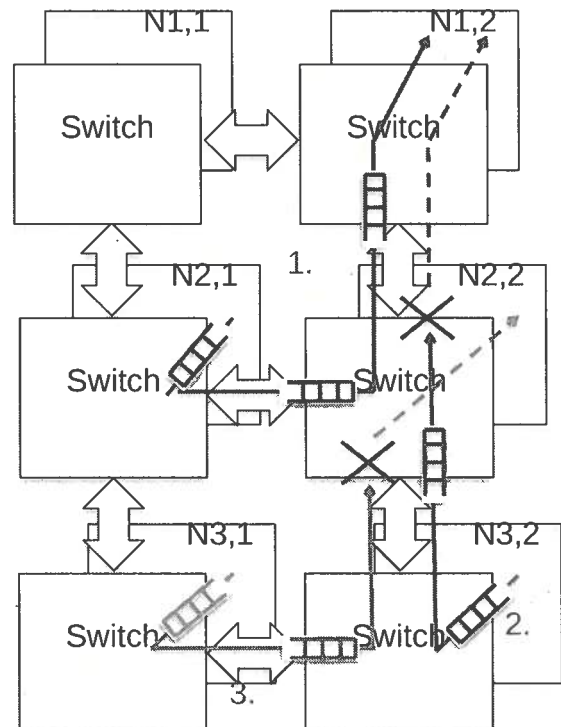 N1,1 N1,2
Switch Switch
1.
N2,1 N2,2
Switch Switch
N3,1 N3,2
2.
Switch Switch
3.